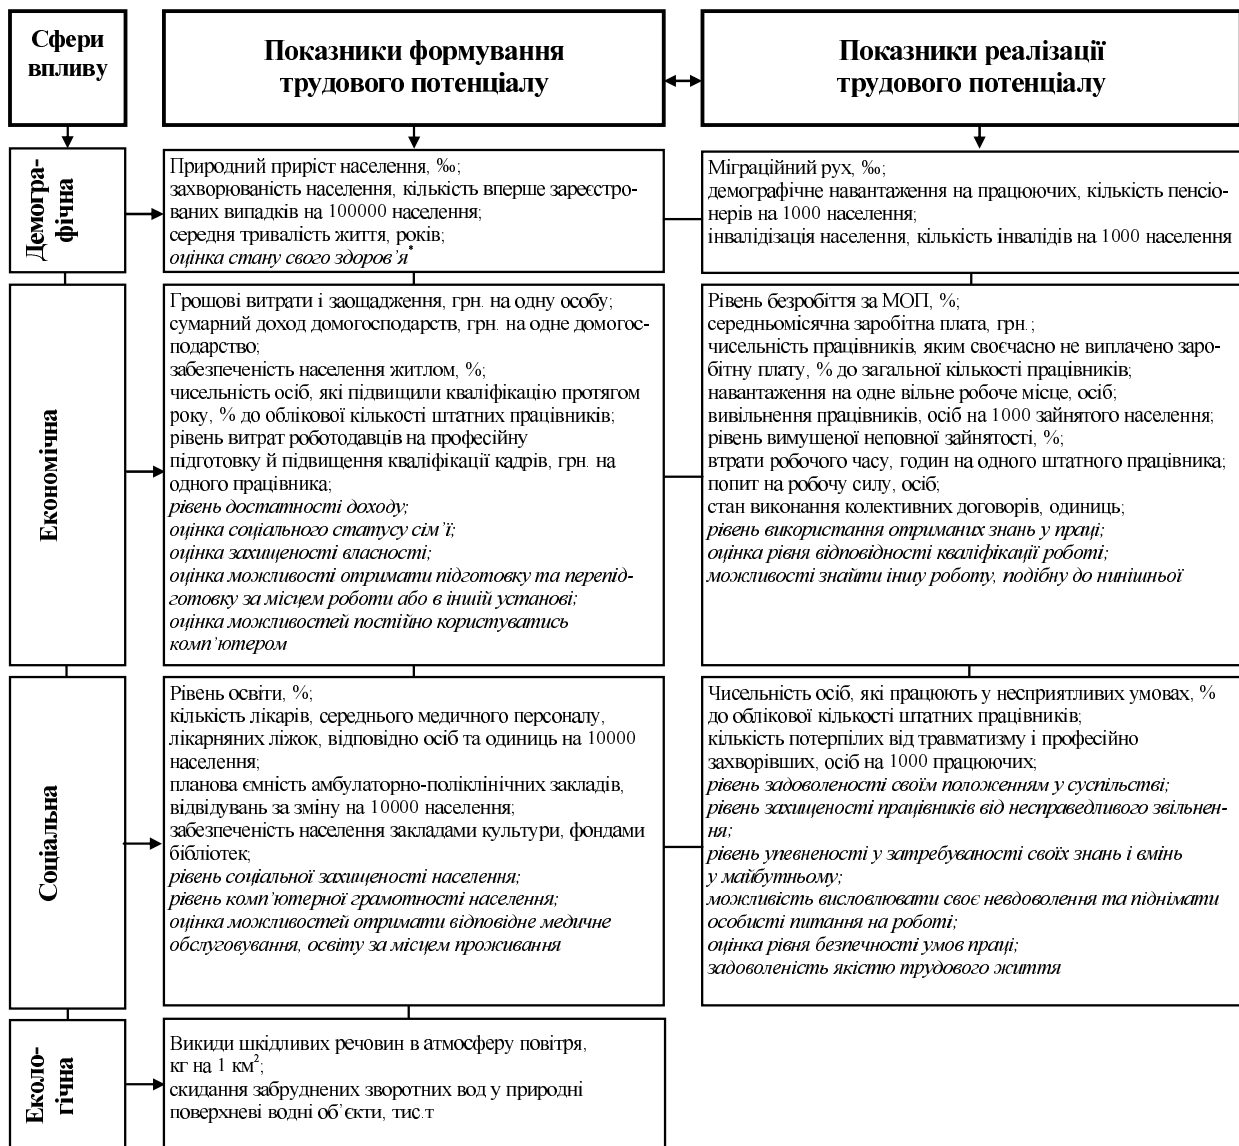 Сфери
впливу
Показники формування
трудового потенціалу
Показники реалізації
трудового потенціалу
Демогра-
фічна
Природний приріст населення, ‰;
захворюваність населення, кількість вперше зареєстро-
ваних випадків на 100000 населення;
середня тривалість життя, років;
оцінка стану свого здоров’я*
Міграційний рух, ‰;
демографічне навантаження на працюючих, кількість пенсіо-
нерів на 1000 населення;
інвалідізація населення, кількість інвалідів на 1000 населення
Економічна
Грошові витрати і заощадження, грн. на одну особу;
сумарний доход домогосподарств, грн. на одне домогос-
подарство;
забезпеченість населення житлом, %;
чисельність осіб, які підвищили кваліфікацію протягом
року, % до облікової кількості штатних працівників;
рівень витрат роботодавців на професійну
підготовку й підвищення кваліфікації кадрів, грн. на
одного працівника;
рівень достатності доходу;
оцінка соціального статусу сім’ї;
оцінка захищеності власності;
оцінка можливості отримати підготовку та перепід-
готовку за місцем роботи або в іншій установі;
оцінка можливостей постійно користуватись
комп’ютером
Рівень безробіття за МОП, %;
середньомісячна заробітна плата, грн.;
чисельність працівників, яким своєчасно не виплачено заро-
бітну плату, % до загальної кількості працівників;
навантаження на одне вільне робоче місце, осіб;
вивільнення працівників, осіб на 1000 зайнятого населення;
рівень вимушеної неповної зайнятості, %;
втрати робочого часу, годин на одного штатного працівника;
попит на робочу силу, осіб;
стан виконання колективних договорів, одиниць;
рівень використання отриманих знань у праці;
оцінка рівня відповідності кваліфікації роботі;
можливості знайти іншу роботу, подібну до нинішньої
Соціальна
Рівень освіти, %;
кількість лікарів, середнього медичного персоналу,
лікарняних ліжок, відповідно осіб та одиниць на 10000
населення;
планова ємність амбулаторно-поліклінічних закладів,
відвідувань за зміну на 10000 населення;
забезпеченість населення закладами культури, фондами
бібліотек;
рівень соціальної захищеності населення;
рівень комп’ютерної грамотності населення;
оцінка можливостей отримати відповідне медичне
обслуговування, освіту за місцем проживання
Чисельність осіб, які працюють у несприятливих умовах, %
до облікової кількості штатних працівників;
кількість потерпілих від травматизму і професійно
захворівших, осіб на 1000 працюючих;
рівень задоволеності своїм положенням у суспільстві;
рівень захищеності працівників від несправедливого звільнен-
ня;
рівень упевненості у затребуваності своїх знань і вмінь
у майбутньому;
можливість висловлювати своє невдоволення та піднімати
особисті питання на роботі;
оцінка рівня безпечності умов праці;
задоволеність якістю трудового життя
Еколо-
гічна
Викиди шкідливих речовин в атмосферу повітря,
кг на 1 км²;
скидання забруднених зворотних вод у природні
поверхневі водні об’єкти, тис.т